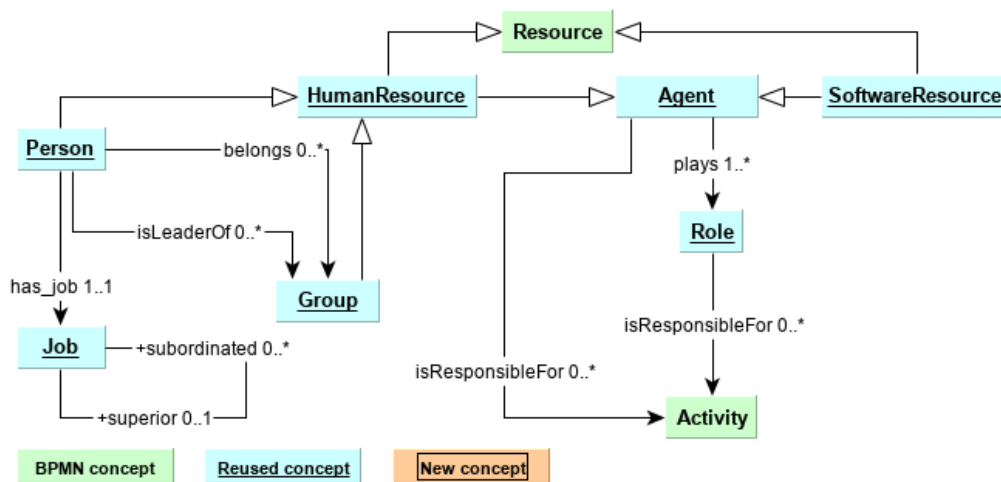 Resource
HumanResource
Agent
SoftwareResource
Person
belongs 0..*
plays 1..*
isLeaderOf 0..*
Role
has_job 1..1
Group
Job
+subordinated 0..*
isResponsibleFor 0..*
isResponsibleFor 0..*
+superior 0..1
Activity
BPMN concept
Reused concept
New concept